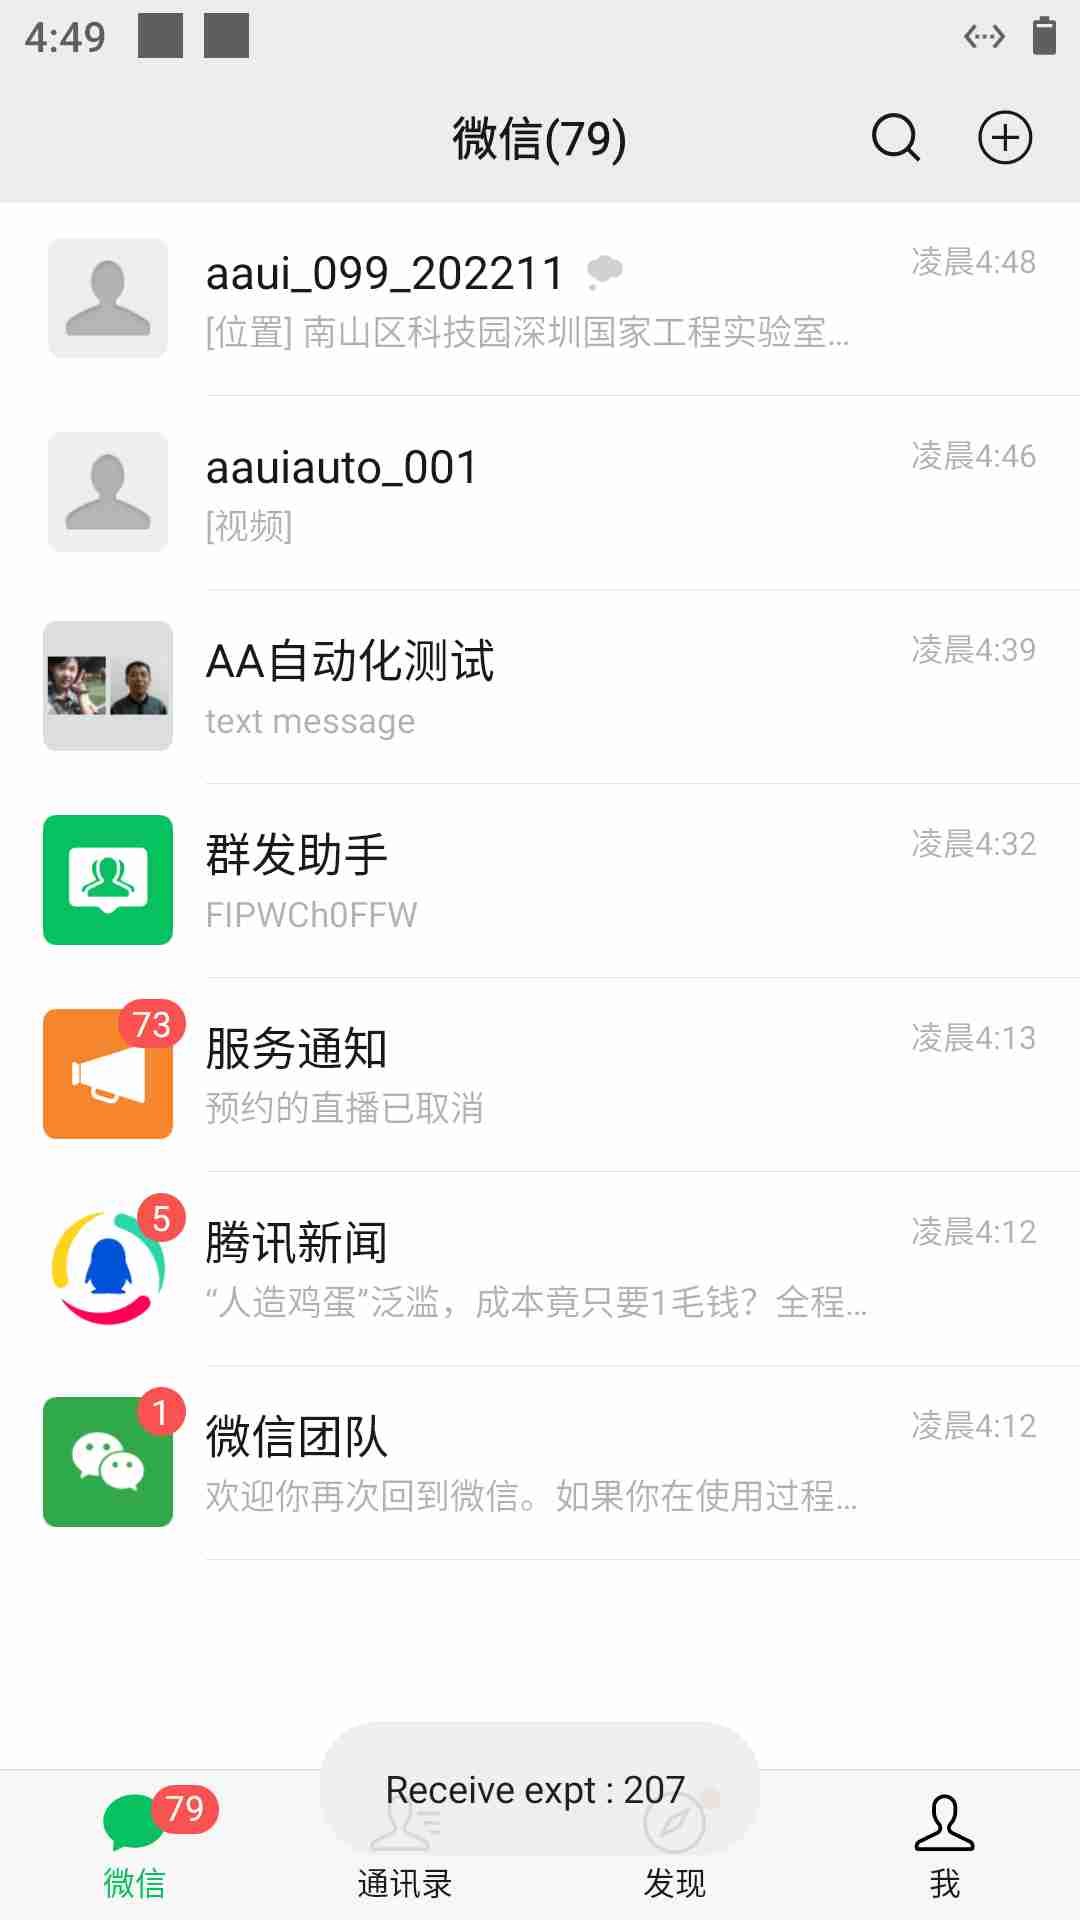 4:49
微信(79)
aaui_099_202211
凌晨4:48
[位置] 南山区科技园深圳国家工程实验室...
aauiauto_001
凌晨4:46
[视频]
AA自动化测试
凌晨4:39
text message
群发助手
凌晨4:32
FIPWCh0FFW
73
服务通知
凌晨4:13
预约的直播已取消
5
腾讯新闻
凌晨4:12
“人造鸡蛋”泛滥，成本竟只要1毛钱？全程...
1
微信团队
凌晨4:12
欢迎你再次回到微信。如果你在使用过程...
Receive expt : 207
79
微信
通讯录
发现
我